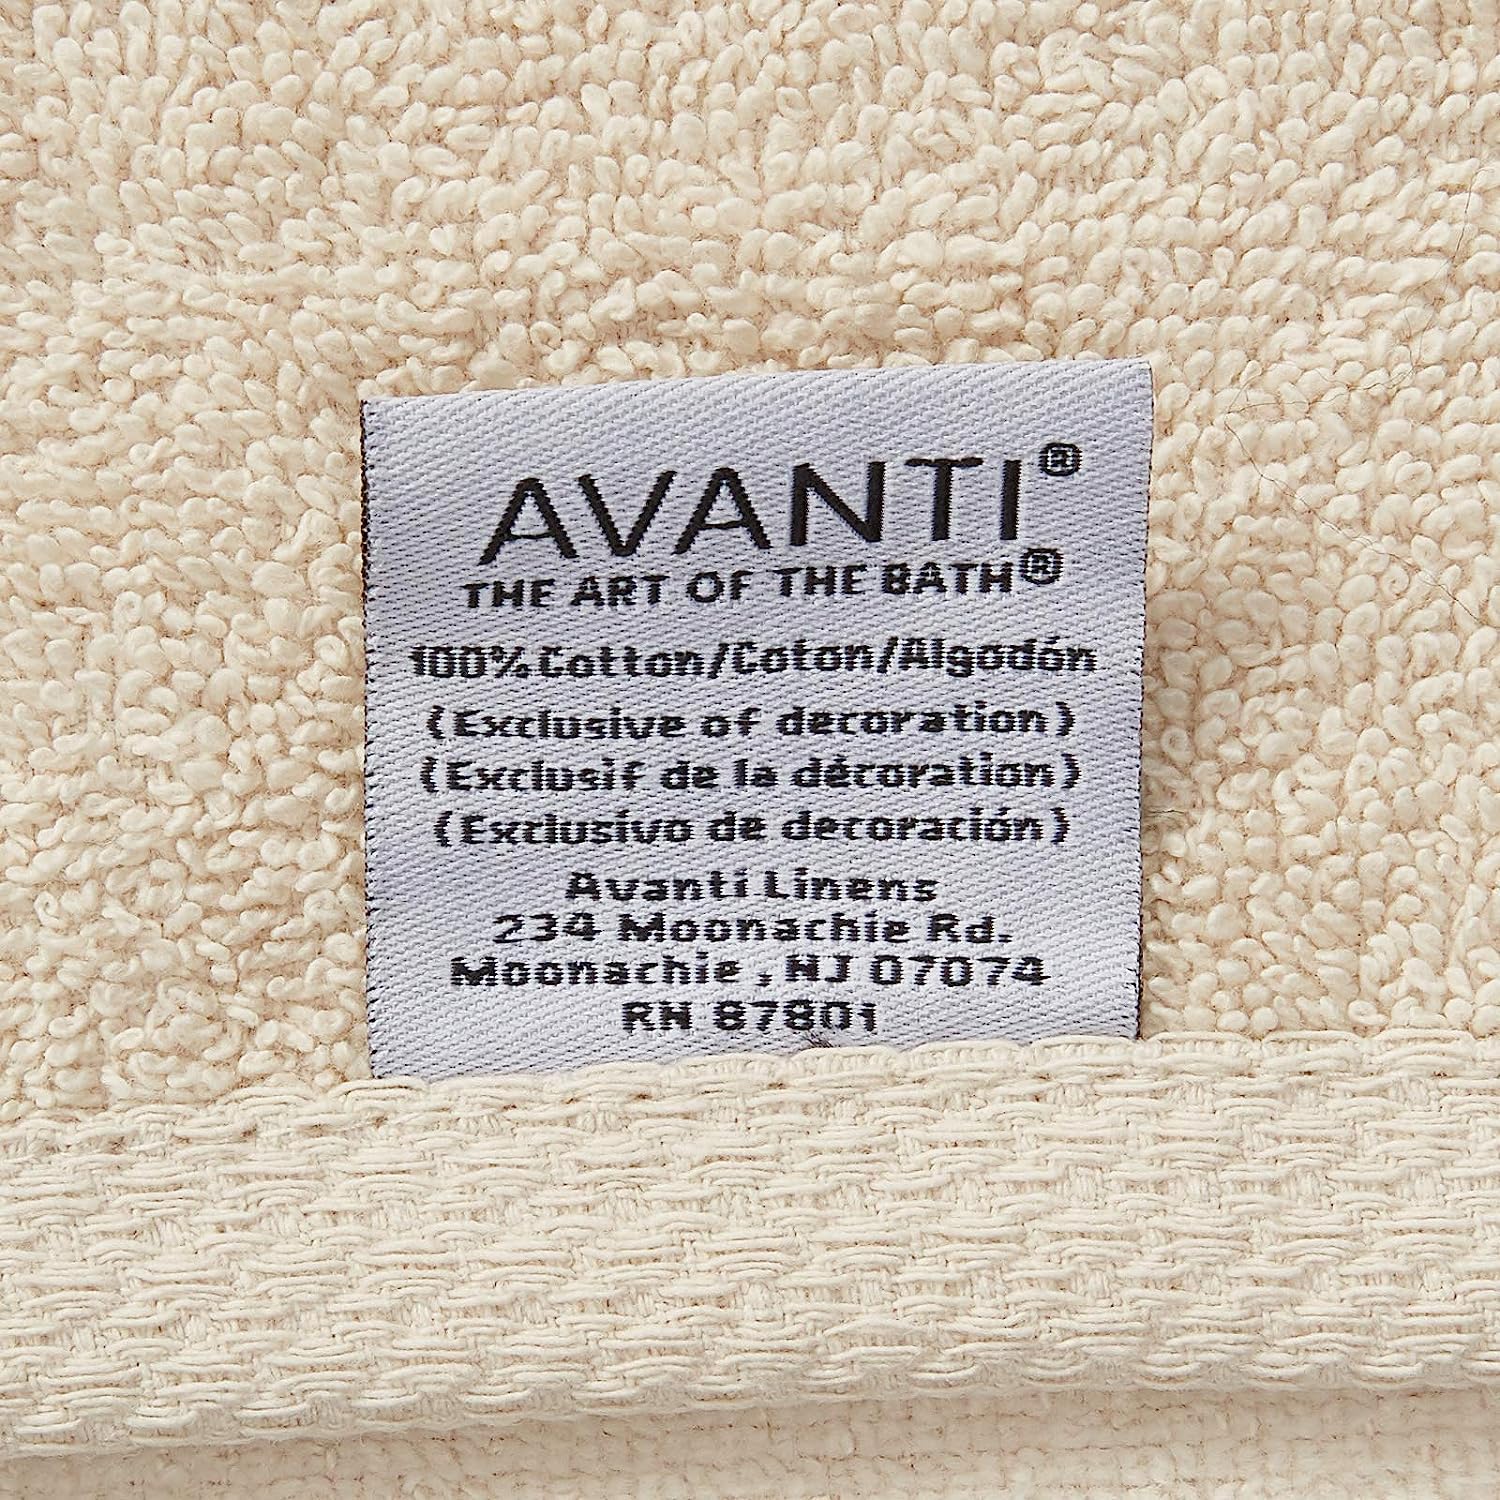 AVANTI®
THE ART OF THE BATH®
100% Cotton/Coton/Algodón
(Exclusive of decoration)
(Exclusif de la décoration)
(Exclusivo de decoración)
Avanti Linens
234 Moonachie Rd.
Moonachie , NJ 07074
RN 87801